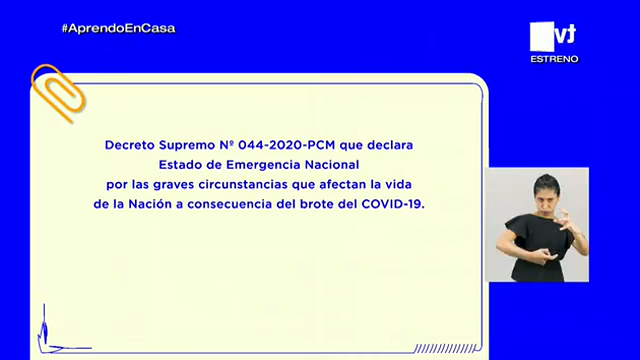 #AprendoEnCasa
ESTRENO
Decreto Supremo Nº 044-2020-PCM que declara
Estado de Emergencia Nacional
por las graves circunstancias que afectan la vida
de la Nación a consecuencia del brote del COVID-19.